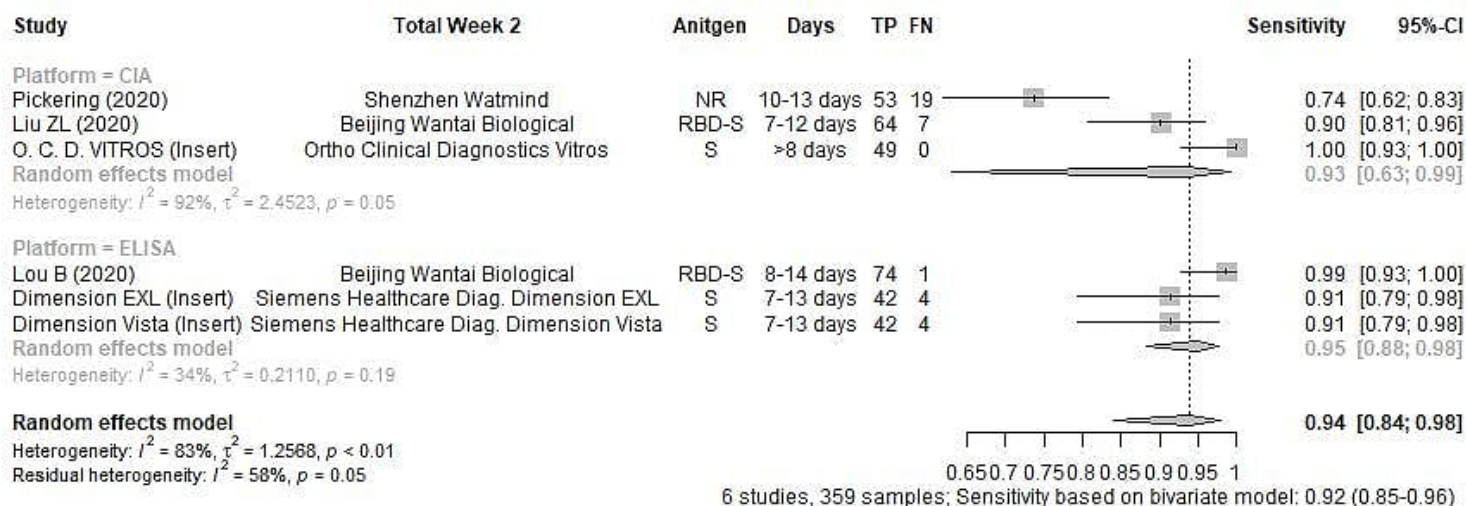 Study Total Week 2 Anitgen Days TP FN Sensitivity 95%-CI
Platform = CIA
Pickering (2020) Shenzhen Watmind NR 10-13 days 53 19 0.74 [0.62; 0.83]
Liu ZL (2020) Beijing Wantai Biological RBD-S 7-12 days 64 7 0.90 [0.81; 0.96]
O. C. D. VITROS (Insert) Ortho Clinical Diagnostics Vitros S >8 days 49 0 1.00 [0.93; 1.00]
Random effects model 0.93 [0.63; 0.99]
Heterogeneity: I² = 92%, τ² = 2.4523, p = 0.05
Platform = ELISA
Lou B (2020) Beijing Wantai Biological RBD-S 8-14 days 74 1 0.99 [0.93; 1.00]
Dimension EXL (Insert) Siemens Healthcare Diag. Dimension EXL S 7-13 days 42 4 0.91 [0.79; 0.98]
Dimension Vista (Insert) Siemens Healthcare Diag. Dimension Vista S 7-13 days 42 4 0.91 [0.79; 0.98]
Random effects model 0.95 [0.88; 0.98]
Heterogeneity: I² = 34%, τ² = 0.2110, p = 0.19
Random effects model 0.94 [0.84; 0.98]
Heterogeneity: I² = 83%, τ² = 1.2568, p < 0.01
Residual heterogeneity: I² = 58%, p = 0.05
0.65 0.7 0.75 0.8 0.85 0.9 0.95 1
6 studies, 359 samples; Sensitivity based on bivariate model: 0.92 (0.85-0.96)